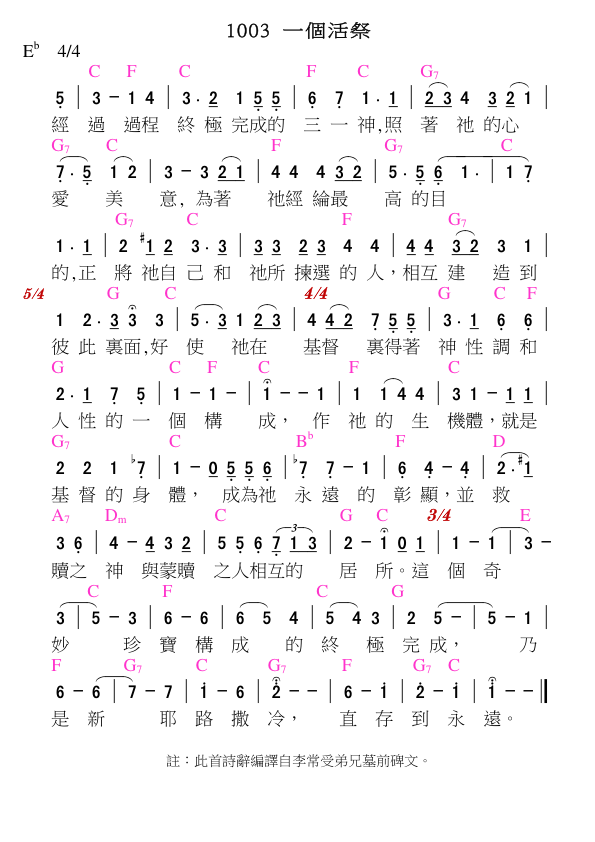 1003 一個活祭
E♭ 4/4
C F C F C G7
5 | 3 – 1 4 | 3 . 2 1 5 5 | 6 7 1 . 1 | 2 3 4 3 2 1 |
經 過 過程 終 極 完成的 三 一 神,照 著 祂 的心
G7 C F G7 C
7 . 5 1 2 | 3 – 3 2 1 | 4 4 4 3 2 | 5 . 5 6 1 . | 1 7
愛 美 意, 為著 祂經 綸最 高 的目
G7 C F G7
1 . 1 | 2 #1 2 3 . 3 | 3 3 2 3 4 4 | 4 4 3 2 3 1 |
的,正 將 祂自 己 和 祂所 揀選 的 人,相互 建 造 到
5/4 G C 4/4 G C F
1 2 . 3 3 3 | 5 . 3 1 2 3 | 4 4 2 7 5 5 | 3 . 1 6 6 |
彼 此 裏面,好 使 祂在 基督 裏得著 神 性 調 和
G C F C F C
2 . 1 7 5 | 1 – 1 – | 1 – – 1 | 1 1 4 4 | 3 1 – 1 1 |
人 性 的 一 個 構 成, 作 祂 的 生 機體,就是
G7 C B♭ F D
2 2 1 ♭7 | 1 – 0 5 5 6 | ♭7 7 – 1 | 6 4 – 4 | 2 . #1
基 督 的 身 體, 成為祂 永 遠 的 彰 顯,並 救
A7 Dm C G C 3/4 E
3 6 | 4 – 4 3 2 | 5 5 6 7 1 3 | 2 – 1 0 1 | 1 – 1 | 3 –
3
贖之 神 與蒙贖 之人相互的 居 所。這 個 奇
C F C G
3 | 5 – 3 | 6 – 6 | 6 5 4 | 5 4 3 | 2 5 – | 5 – 1 |
妙 珍 寶 構 成 的 終 極 完 成, 乃
F G7 C G7 F G7 C
6 – 6 | 7 – 7 | 1 – 6 | 2 – – | 6 – 1 | 2 – 1 | 1 – – ‖
是 新 耶 路 撒 冷, 直 存 到 永 遠。
註:此首詩辭編譯自李常受弟兄墓前碑文。